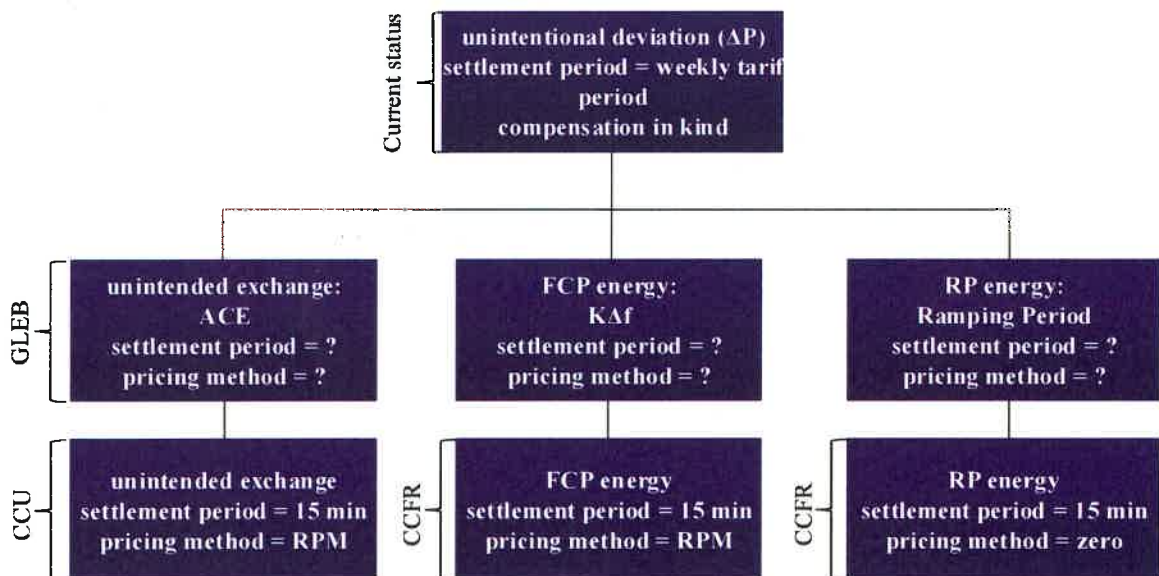 Current status
unintentional deviation (ΔP)
settlement period = weekly tarif
period
compensation in kind
GLEB
unintended exchange:
ACE
settlement period = ?
pricing method = ?
FCP energy:
KΔf
settlement period = ?
pricing method = ?
RP energy:
Ramping Period
settlement period = ?
pricing method = ?
CCU
unintended exchange
settlement period = 15 min
pricing method = RPM
CCFR
FCP energy
settlement period = 15 min
pricing method = RPM
CCFR
RP energy
settlement period = 15 min
pricing method = zero